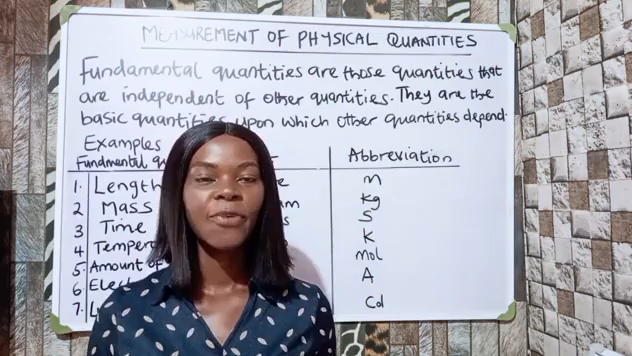 MEASUREMENT OF PHYSICAL QUANTITIES
Fundamental quantities are those quantities that
are independent of other quantities. They are the
basic quantities upon which other quantities depend.
Examples
Abbreviation
1. Length m
2 Mass kg
3 Time S
4 K
5. Amount of mol
6 A
7. Cd